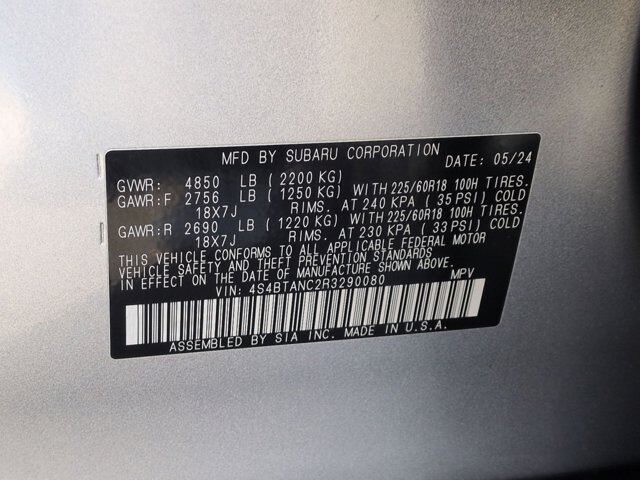 MFD BY SUBARU CORPORATION DATE: 05/24
GVWR: 4850 LB ( 2200 KG)
GAWR:F 2756 LB ( 1250 KG) WITH 225/60R18 100H TIRES.
18X7J RIMS. AT 240 KPA ( 35 PSI) COLD
GAWR:R 2690 LB ( 1220 KG) WITH 225/60R18 100H TIRES.
18X7J RIMS. AT 230 KPA ( 33 PSI) COLD
THIS VEHICLE CONFORMS TO ALL APPLICABLE FEDERAL MOTOR
VEHICLE SAFETY AND THEFT PREVENTION STANDARDS
IN EFFECT ON THE DATE OF MANUFACTURE SHOWN ABOVE.
VIN: 4S4BTANC2R3290080 MPV
ASSEMBLED BY SIA INC. MADE IN U.S.A.